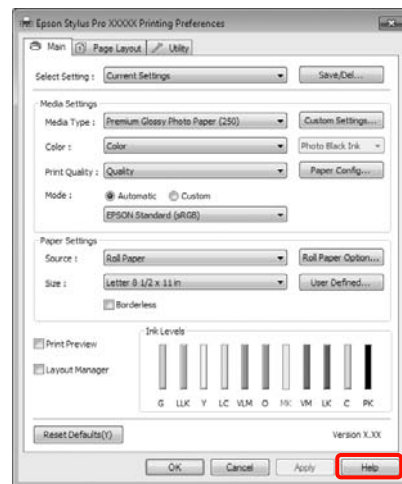 Epson Stylus Pro XXXXX Printing Preferences
Main Page Layout Utility
Select Setting : Current Settings Save/Del...
Media Settings
Media Type : Premium Glossy Photo Paper (250) Custom Settings...
Color : Color Photo Black Ink
Print Quality : Quality Paper Config...
Mode : Automatic Custom
EPSON Standard (sRGB)
Paper Settings
Source : Roll Paper Roll Paper Option...
Size : Letter 8 1/2 x 11 in User Defined...
Borderless
Ink Levels
Print Preview
Layout Manager
G LLK Y LC VLM O MK VM LK C PK
Reset Defaults(Y) Version X.XX
OK Cancel Apply Help